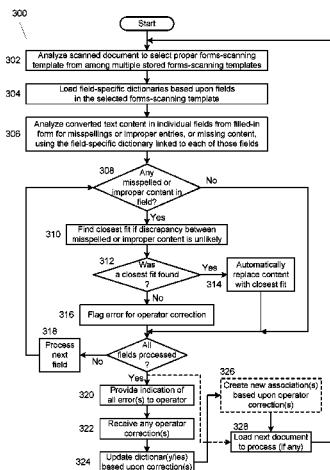 300
Start
302
Analyze scanned document to select proper forms-scanning
template from among multiple stored forms-scanning templates
304
Load field-specific dictionaries based upon fields
in the selected forms-scanning template
306
Analyze converted text content in individual fields from filled-in
form for misspellings or improper entries, or missing content,
using the field-specific dictionary linked to each of those fields
308
Any
misspelled or
improper content in
field?
No
Yes
310
Find closest fit if discrepancy between
misspelled or improper content is unlikely
312
Was
a closest fit found
?
Yes
314
Automatically
replace content
with closest fit
No
316
Flag error for operator correction
318
Process
next
field
No
All
fields processed
?
Yes
320
Provide indication of
all error(s) to operator
322
Receive any operator
correction(s)
324
Update dictionar(y/ies)
based upon correction(s)
326
Create new association(s)
based upon operator
correction(s)
328
Load next document
to process (if any)